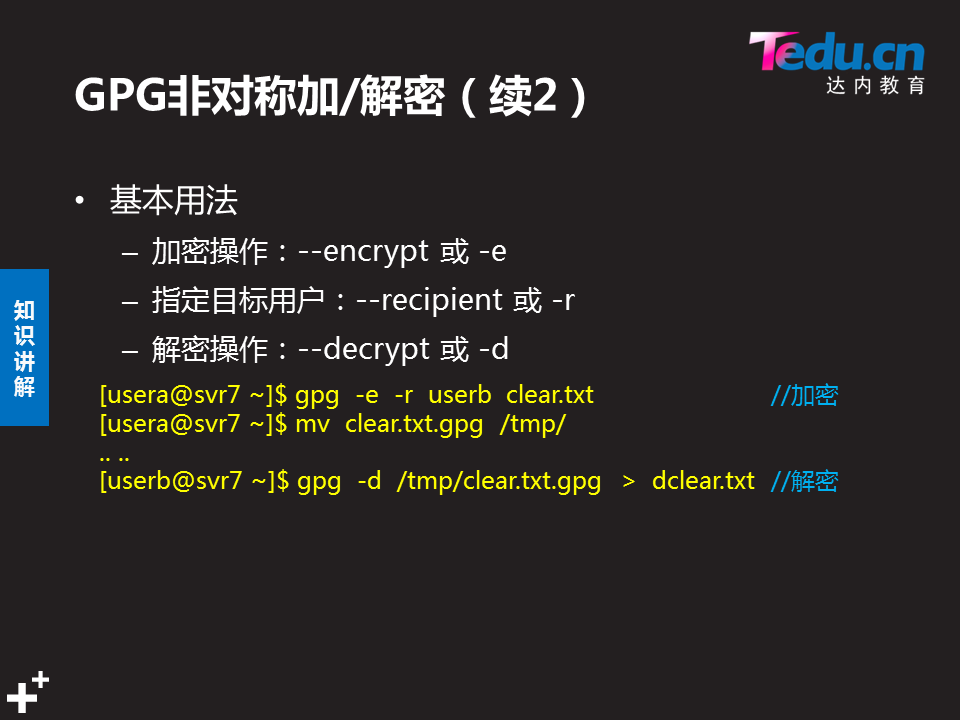 Tedu.cn
达内教育
GPG非对称加/解密（续2）
• 基本用法
– 加密操作：--encrypt 或 -e
– 指定目标用户：--recipient 或 -r
– 解密操作：--decrypt 或 -d
知识讲解
[usera@svr7 ~]$ gpg -e -r userb clear.txt //加密
[usera@svr7 ~]$ mv clear.txt.gpg /tmp/
.. ..
[userb@svr7 ~]$ gpg -d /tmp/clear.txt.gpg > dclear.txt //解密